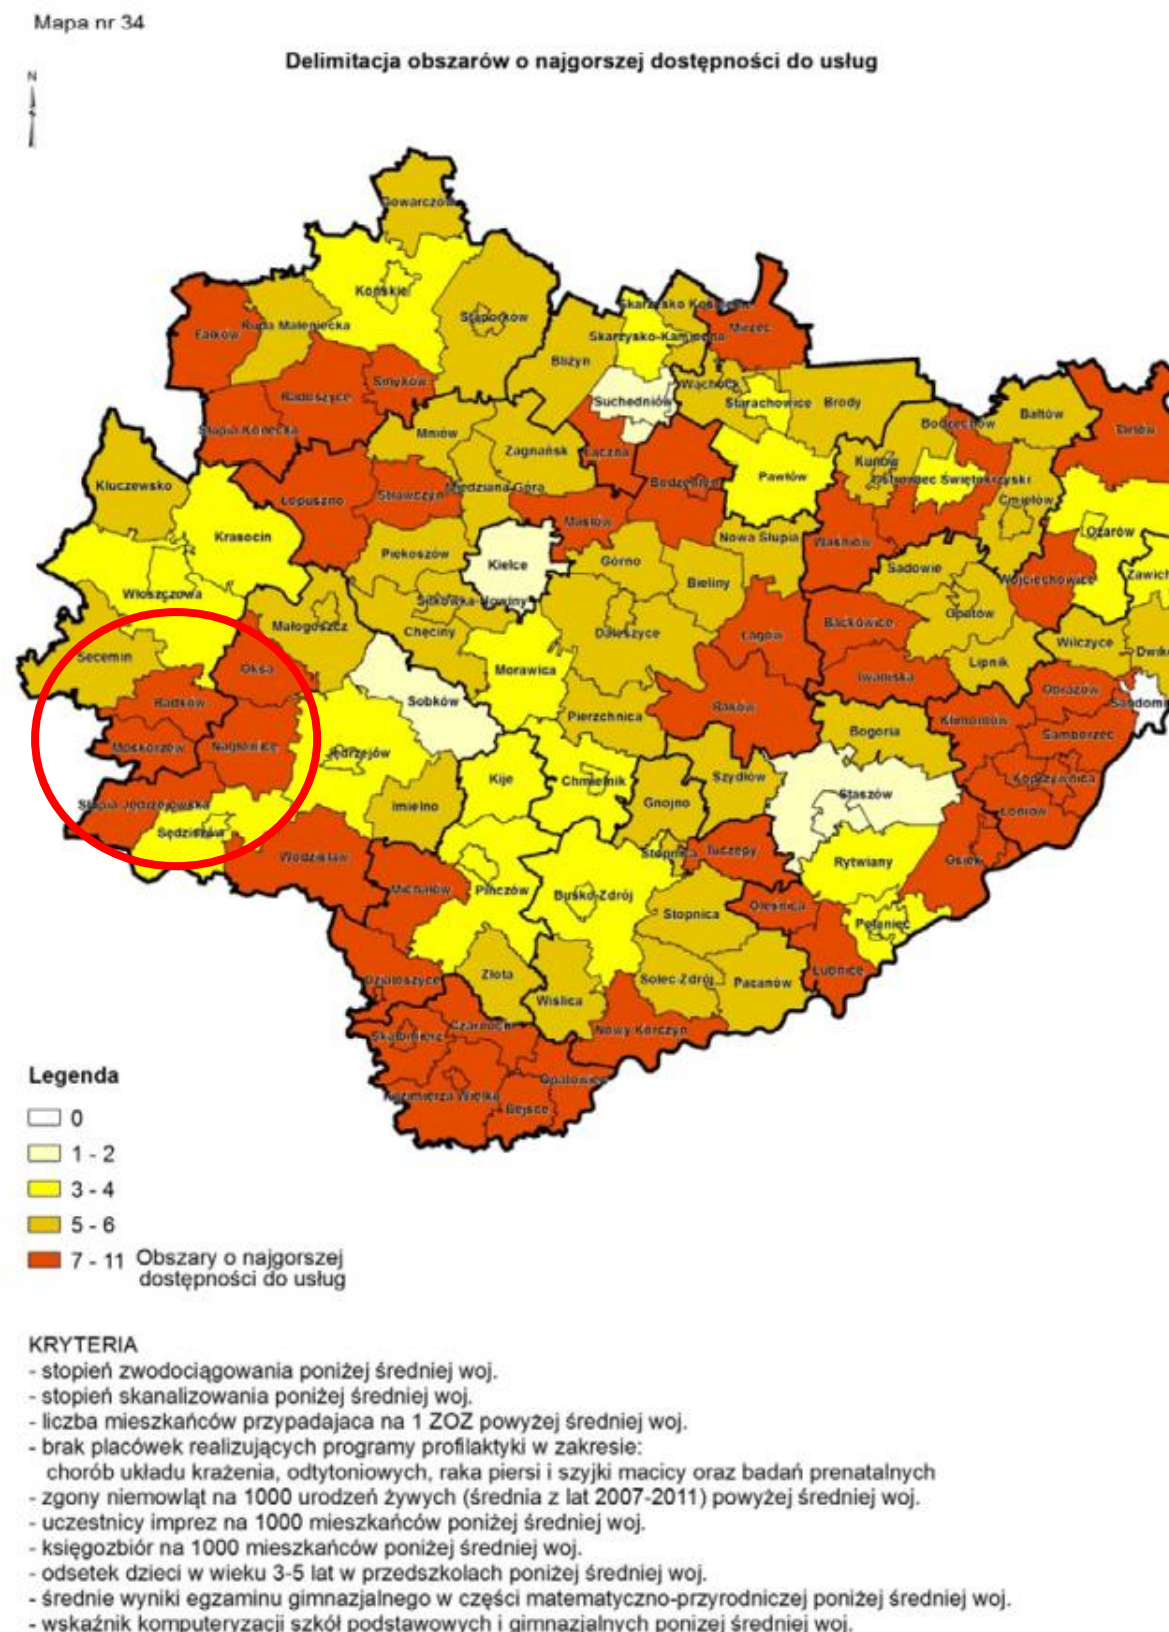 Mapa nr 34
Delimitacja obszarów o najgorszej dostępności do usług
N
Gowarczów
Końskie
Fałków
Ruda Maleniecka
Stąporków
Skarżysko-Kamienna
Mirzec
Bliżyn
Radoszyce
Smyków
Suchedniów
Wąchock
Starachowice
Brody
Bałtów
Słupia Konecka
Mniów
Bodzechów
Tarłów
Zagnańsk
Łączna
Kluczewsko
Łopuszno
Strawczyn
Miedziana Góra
Bodzentyn
Pawłów
Kunów
Ostrowiec Świętokrzyski
Ćmielów
Masłów
Krasocin
Piekoszów
Kielce
Górno
Nowa Słupia
Waśniów
Ożarów
Bieliny
Sadowie
Wojciechowice
Zawich
Włoszczowa
Sitkówka-Nowiny
Opatów
Małogoszcz
Chęciny
Daleszyce
Łagów
Baćkowice
Wilczyce
Dwik
Secemin
Oksa
Morawica
Lipnik
Iwaniska
Obrazów
Radków
Sobków
Raków
Sandomi
Pierzchnica
Klimontów
Samborzec
Moskorzew
Nagłowice
Jędrzejów
Bogoria
Kije
Chmielnik
Szydłów
Koprzywnica
Słupia Jędrzejowska
Imielno
Gnojno
Staszów
Łoniów
Sędziszów
Wodzisław
Stopnica
Tuczępy
Rytwiany
Osiek
Michałów
Pińczów
Busko-Zdrój
Oleśnica
Stopnica
Połaniec
Działoszyce
Złota
Solec-Zdrój
Pacanów
Łubnice
Wiślica
Skalbmierz
Czarnocin
Nowy Korczyn
Opatowiec
Kazimierza Wielka
Bejsce
Legenda
0
1 - 2
3 - 4
5 - 6
7 - 11 Obszary o najgorszej
dostępności do usług
KRYTERIA
- stopień zwodociągowania poniżej średniej woj.
- stopień skanalizowania poniżej średniej woj.
- liczba mieszkańców przypadajaca na 1 ZOZ powyżej średniej woj.
- brak placówek realizujących programy profilaktyki w zakresie:
chorób układu krażenia, odtytoniowych, raka piersi i szyjki macicy oraz badań prenatalnych
- zgony niemowląt na 1000 urodzeń żywych (średnia z lat 2007-2011) powyżej średniej woj.
- uczestnicy imprez na 1000 mieszkańców poniżej średniej woj.
- księgozbiór na 1000 mieszkańców poniżej średniej woj.
- odsetek dzieci w wieku 3-5 lat w przedszkolach poniżej średniej woj.
- średnie wyniki egzaminu gimnazjalnego w części matematyczno-przyrodniczej poniżej średniej woj.
- wskaźnik komputeryzacji szkół podstawowych i gimnazjalnych ponizej średniej woj.